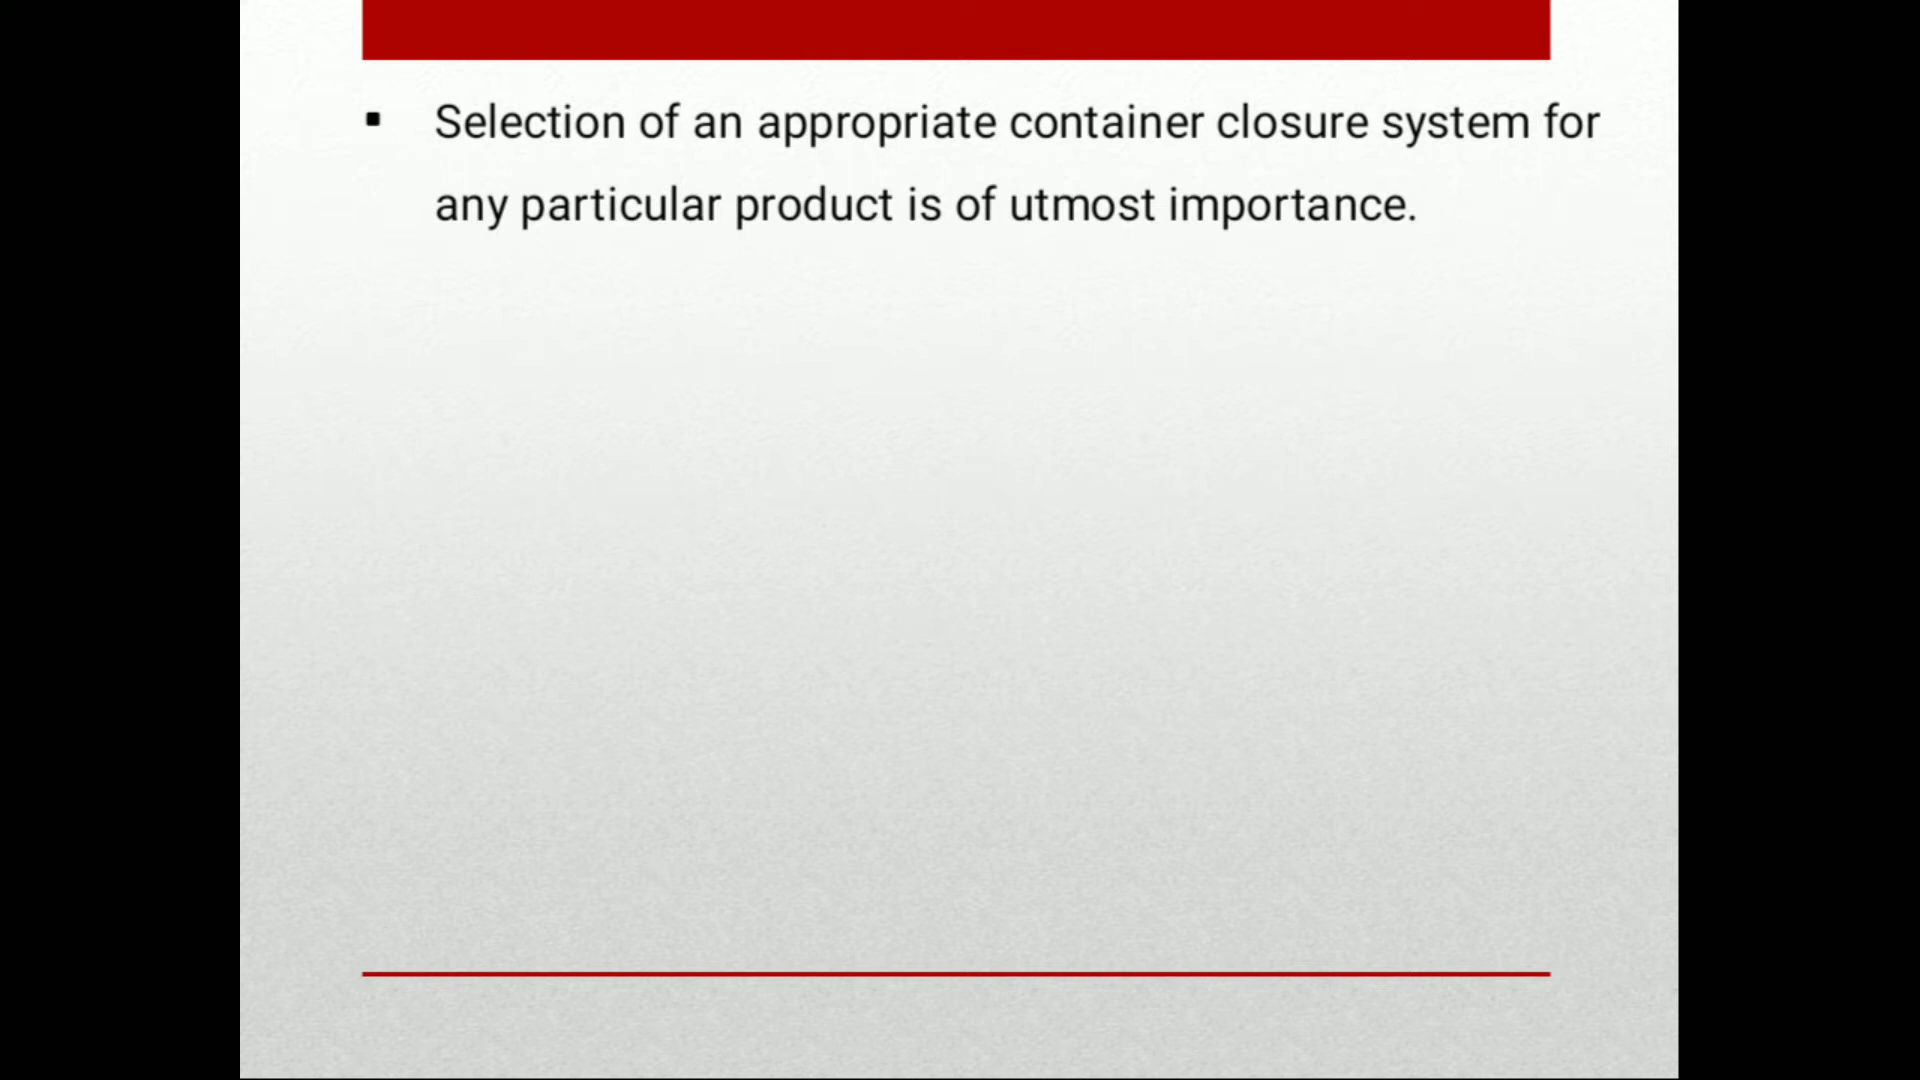 ▪ Selection of an appropriate container closure system for
any particular product is of utmost importance.